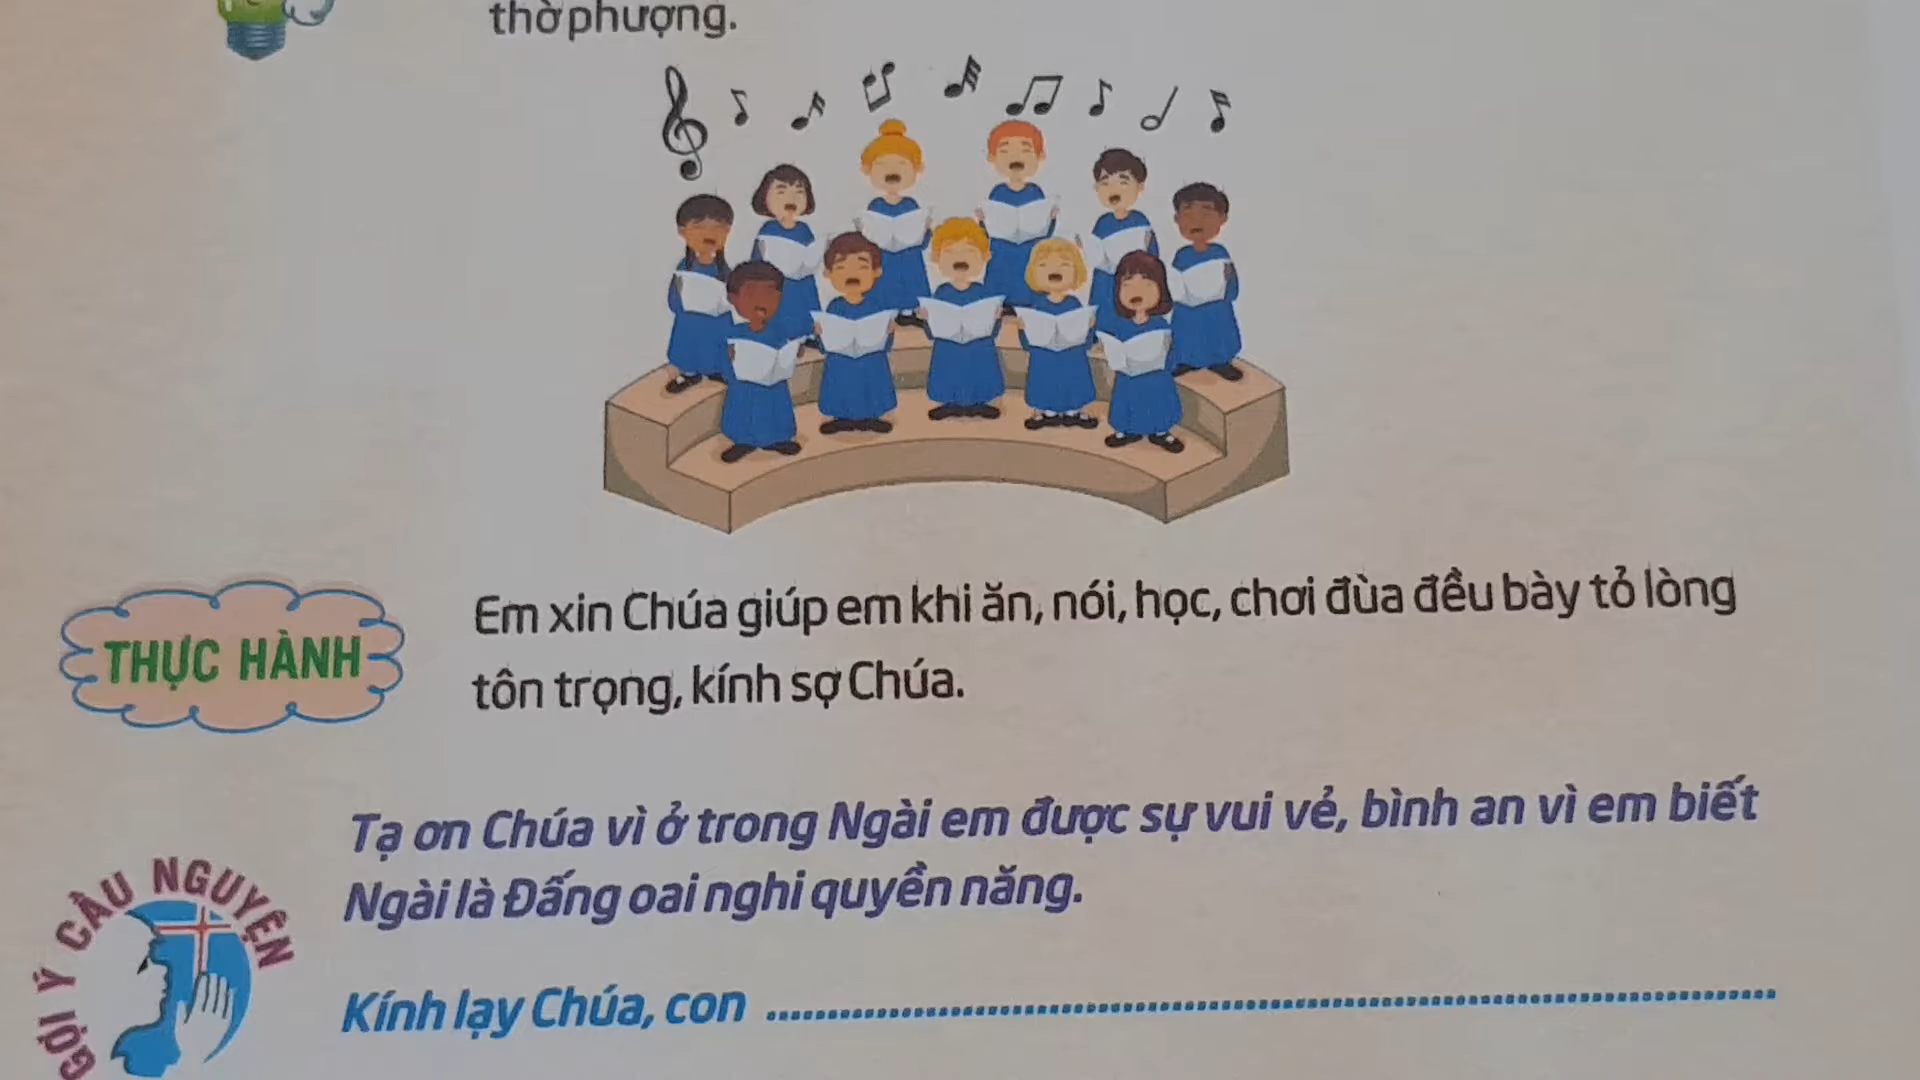 thờ phượng.
THỰC HÀNH
Em xin Chúa giúp em khi ăn, nói, học, chơi đùa đều bày tỏ lòng
tôn trọng, kính sợ Chúa.
GỢI Ý CẦU NGUYỆN
Tạ ơn Chúa vì ở trong Ngài em được sự vui vẻ, bình an vì em biết
Ngài là Đấng oai nghi quyền năng.
Kính lạy Chúa, con ................................................................